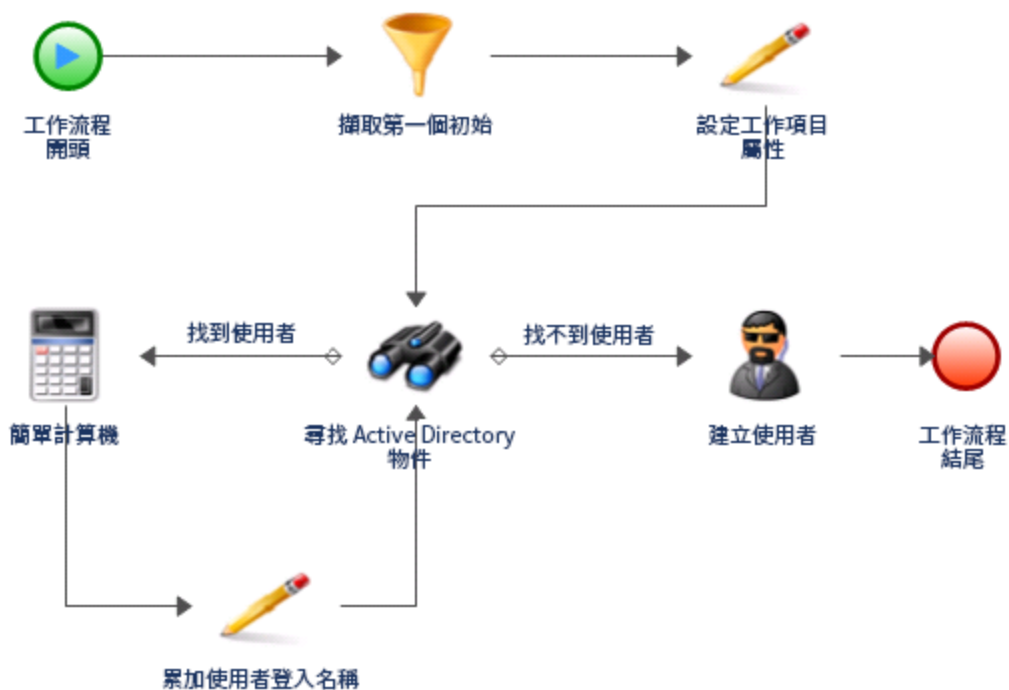 工作流程
開頭
擷取第一個初始
設定工作項目
屬性
找到使用者
找不到使用者
簡單計算機
尋找 Active Directory
物件
建立使用者
工作流程
結尾
累加使用者登入名稱